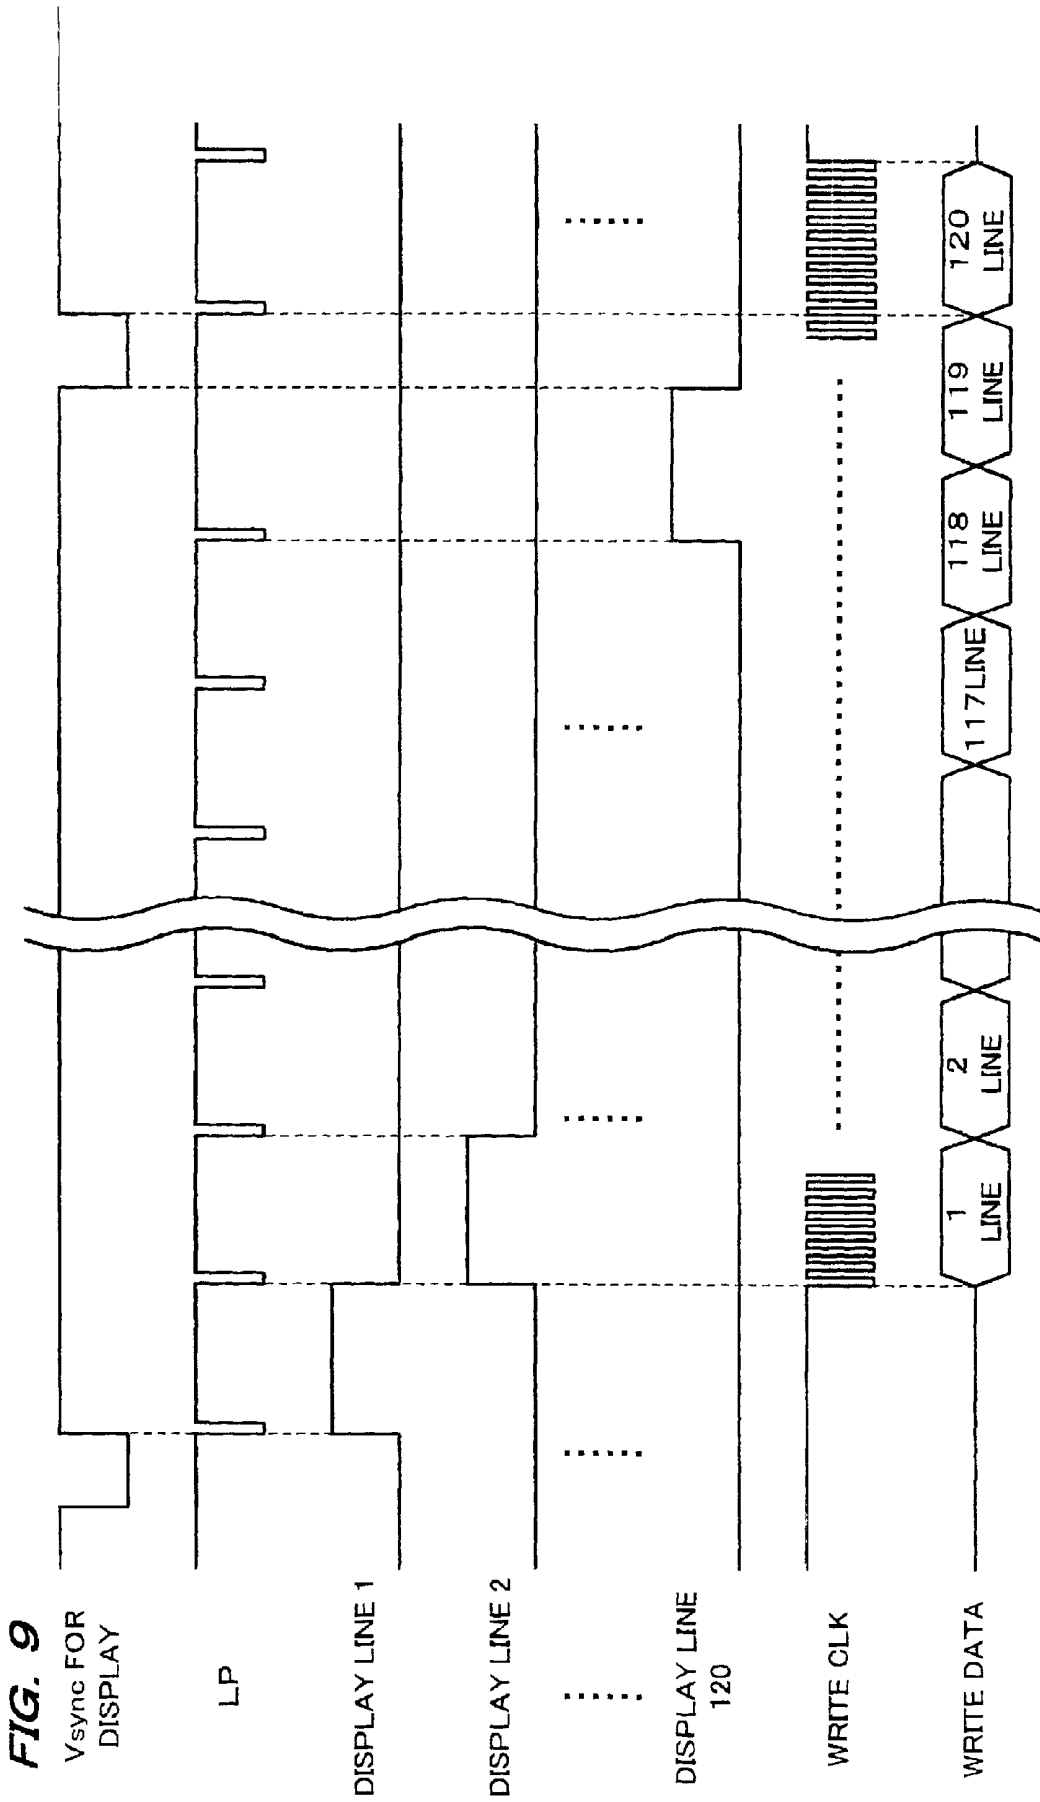 FIG. 9
Vsync FOR
DISPLAY
LP
DISPLAY LINE 1
DISPLAY LINE 2
DISPLAY LINE
120
WRITE CLK
WRITE DATA
1
LINE
2
LINE
117LINE
118
LINE
119
LINE
120
LINE